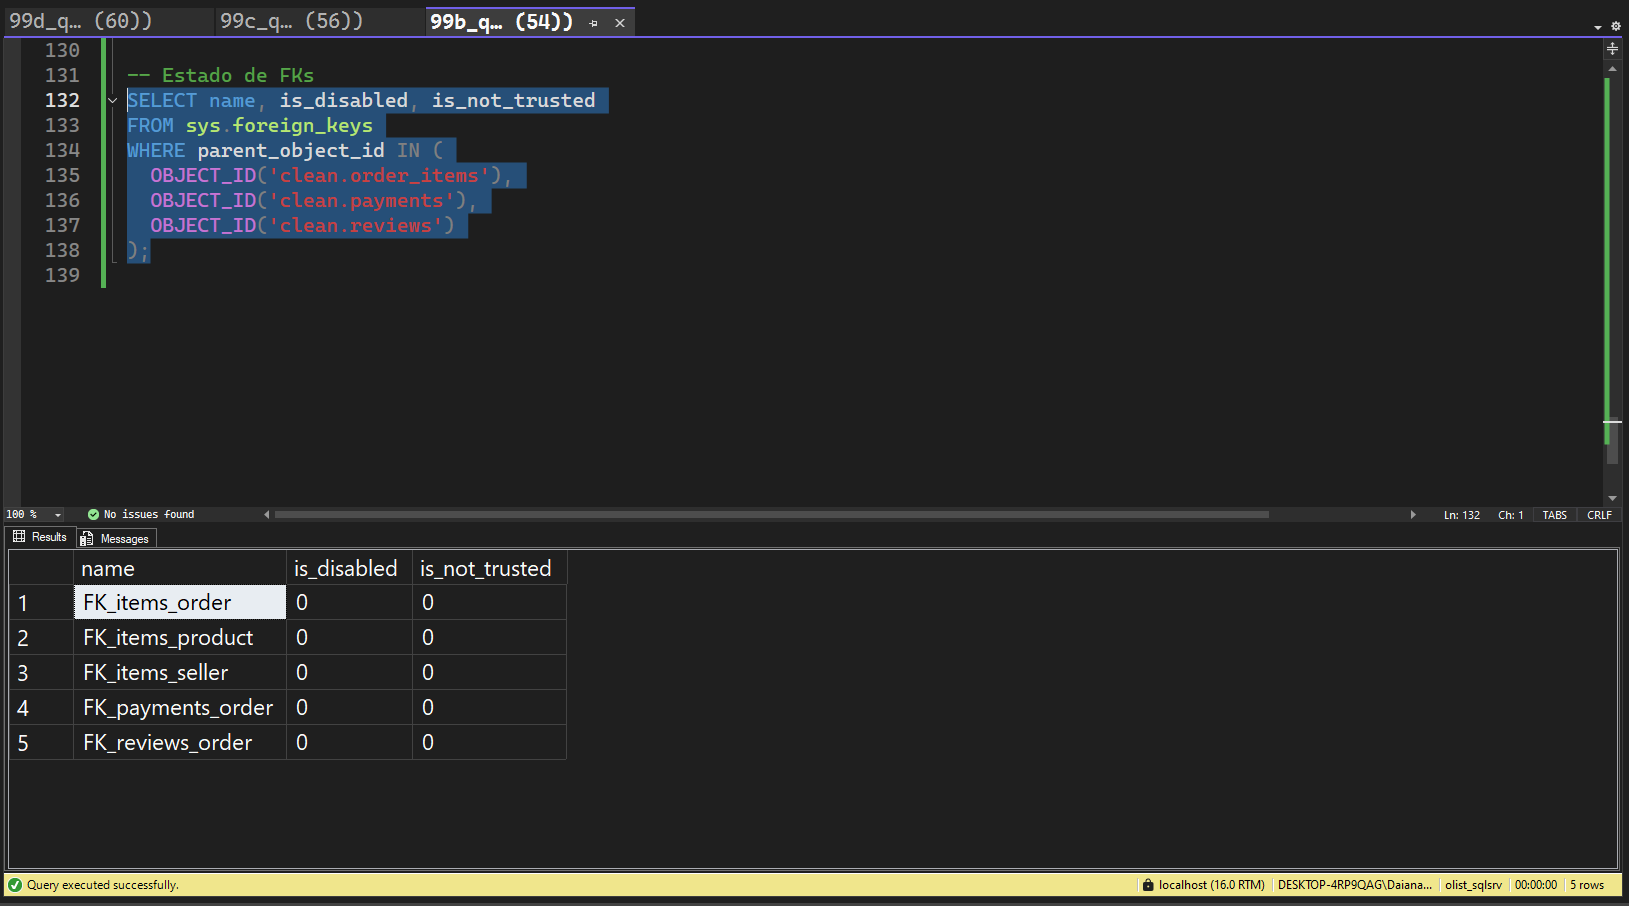 99d_q... (60)) 99c_q... (56)) 99b_q... (54))
130
131 -- Estado de FKs
132 SELECT name, is_disabled, is_not_trusted
133 FROM sys.foreign_keys
134 WHERE parent_object_id IN (
135 OBJECT_ID('clean.order_items'),
136 OBJECT_ID('clean.payments'),
137 OBJECT_ID('clean.reviews')
138 );
139
100 % No issues found Ln: 132 Ch: 1 TABS CRLF
Results Messages
name is_disabled is_not_trusted
1 FK_items_order 0 0
2 FK_items_product 0 0
3 FK_items_seller 0 0
4 FK_payments_order 0 0
5 FK_reviews_order 0 0
Query executed successfully. localhost (16.0 RTM) DESKTOP-4RP9QAG\Daiana... olist_sqlsrv 00:00:00 5 rows